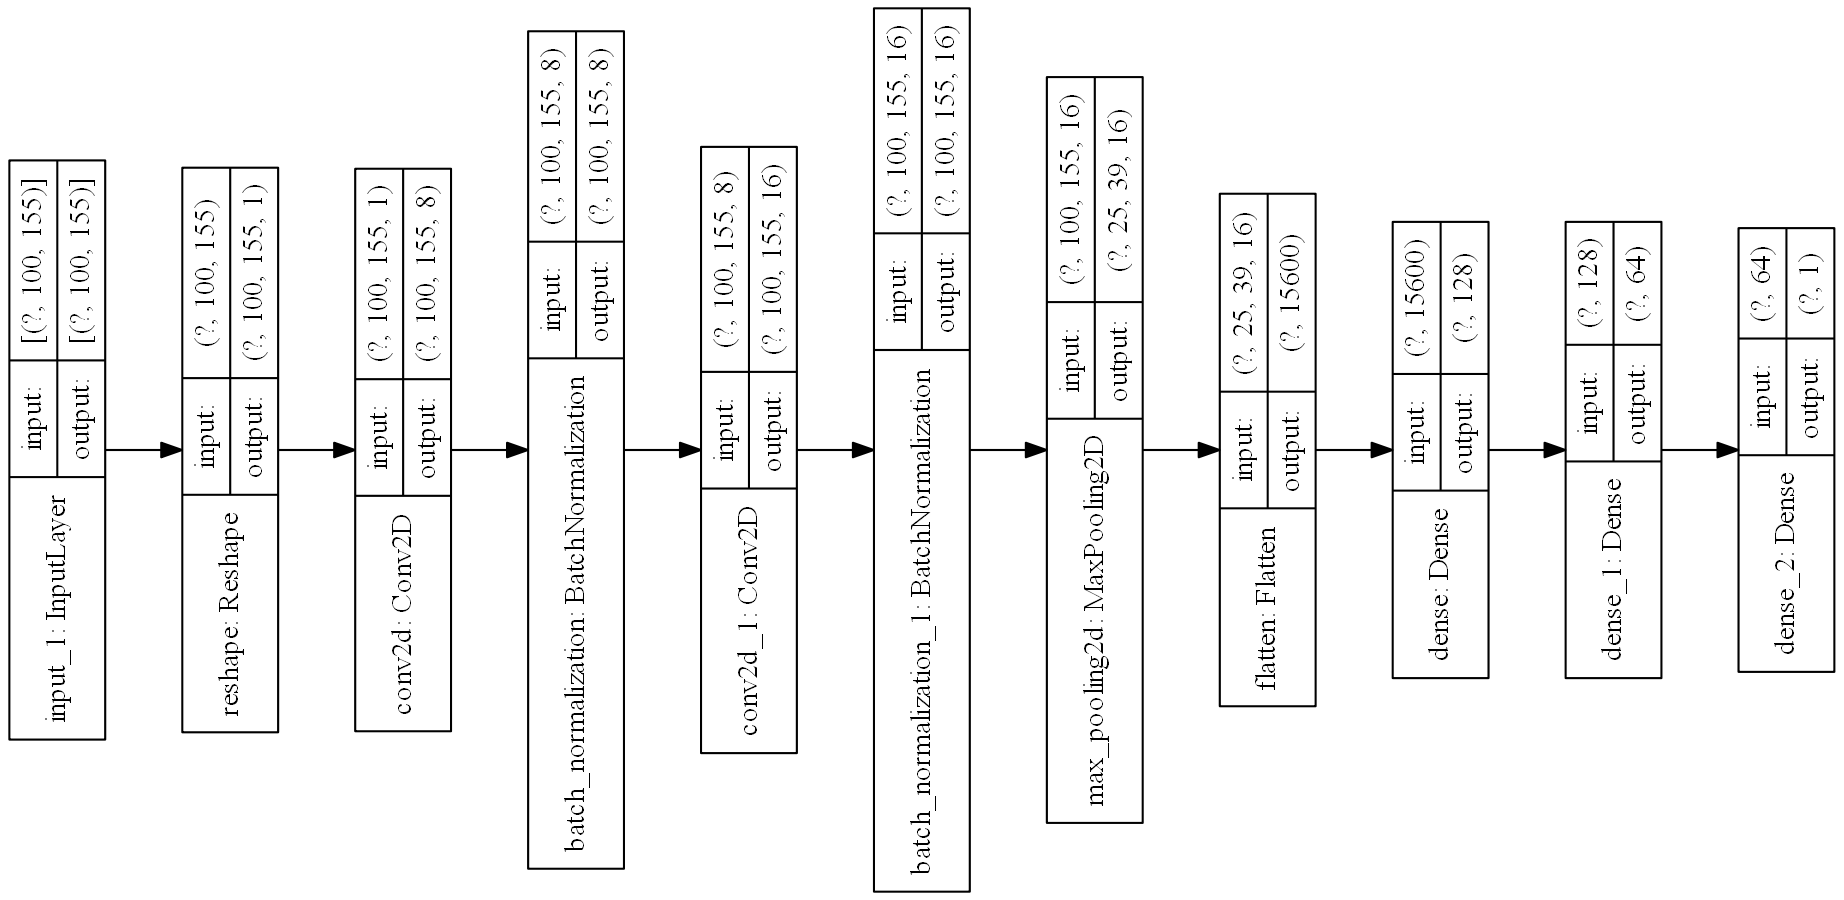 input_1: InputLayer
input:
[(?, 100, 155)]
output:
[(?, 100, 155)]
reshape: Reshape
input:
(?, 100, 155)
output:
(?, 100, 155, 1)
conv2d: Conv2D
input:
(?, 100, 155, 1)
output:
(?, 100, 155, 8)
batch_normalization: BatchNormalization
input:
(?, 100, 155, 8)
output:
(?, 100, 155, 8)
conv2d_1: Conv2D
input:
(?, 100, 155, 8)
output:
(?, 100, 155, 16)
batch_normalization_1: BatchNormalization
input:
(?, 100, 155, 16)
output:
(?, 100, 155, 16)
max_pooling2d: MaxPooling2D
input:
(?, 100, 155, 16)
output:
(?, 25, 39, 16)
flatten: Flatten
input:
(?, 25, 39, 16)
output:
(?, 15600)
dense: Dense
input:
(?, 15600)
output:
(?, 128)
dense_1: Dense
input:
(?, 128)
output:
(?, 64)
dense_2: Dense
input:
(?, 64)
output:
(?, 1)